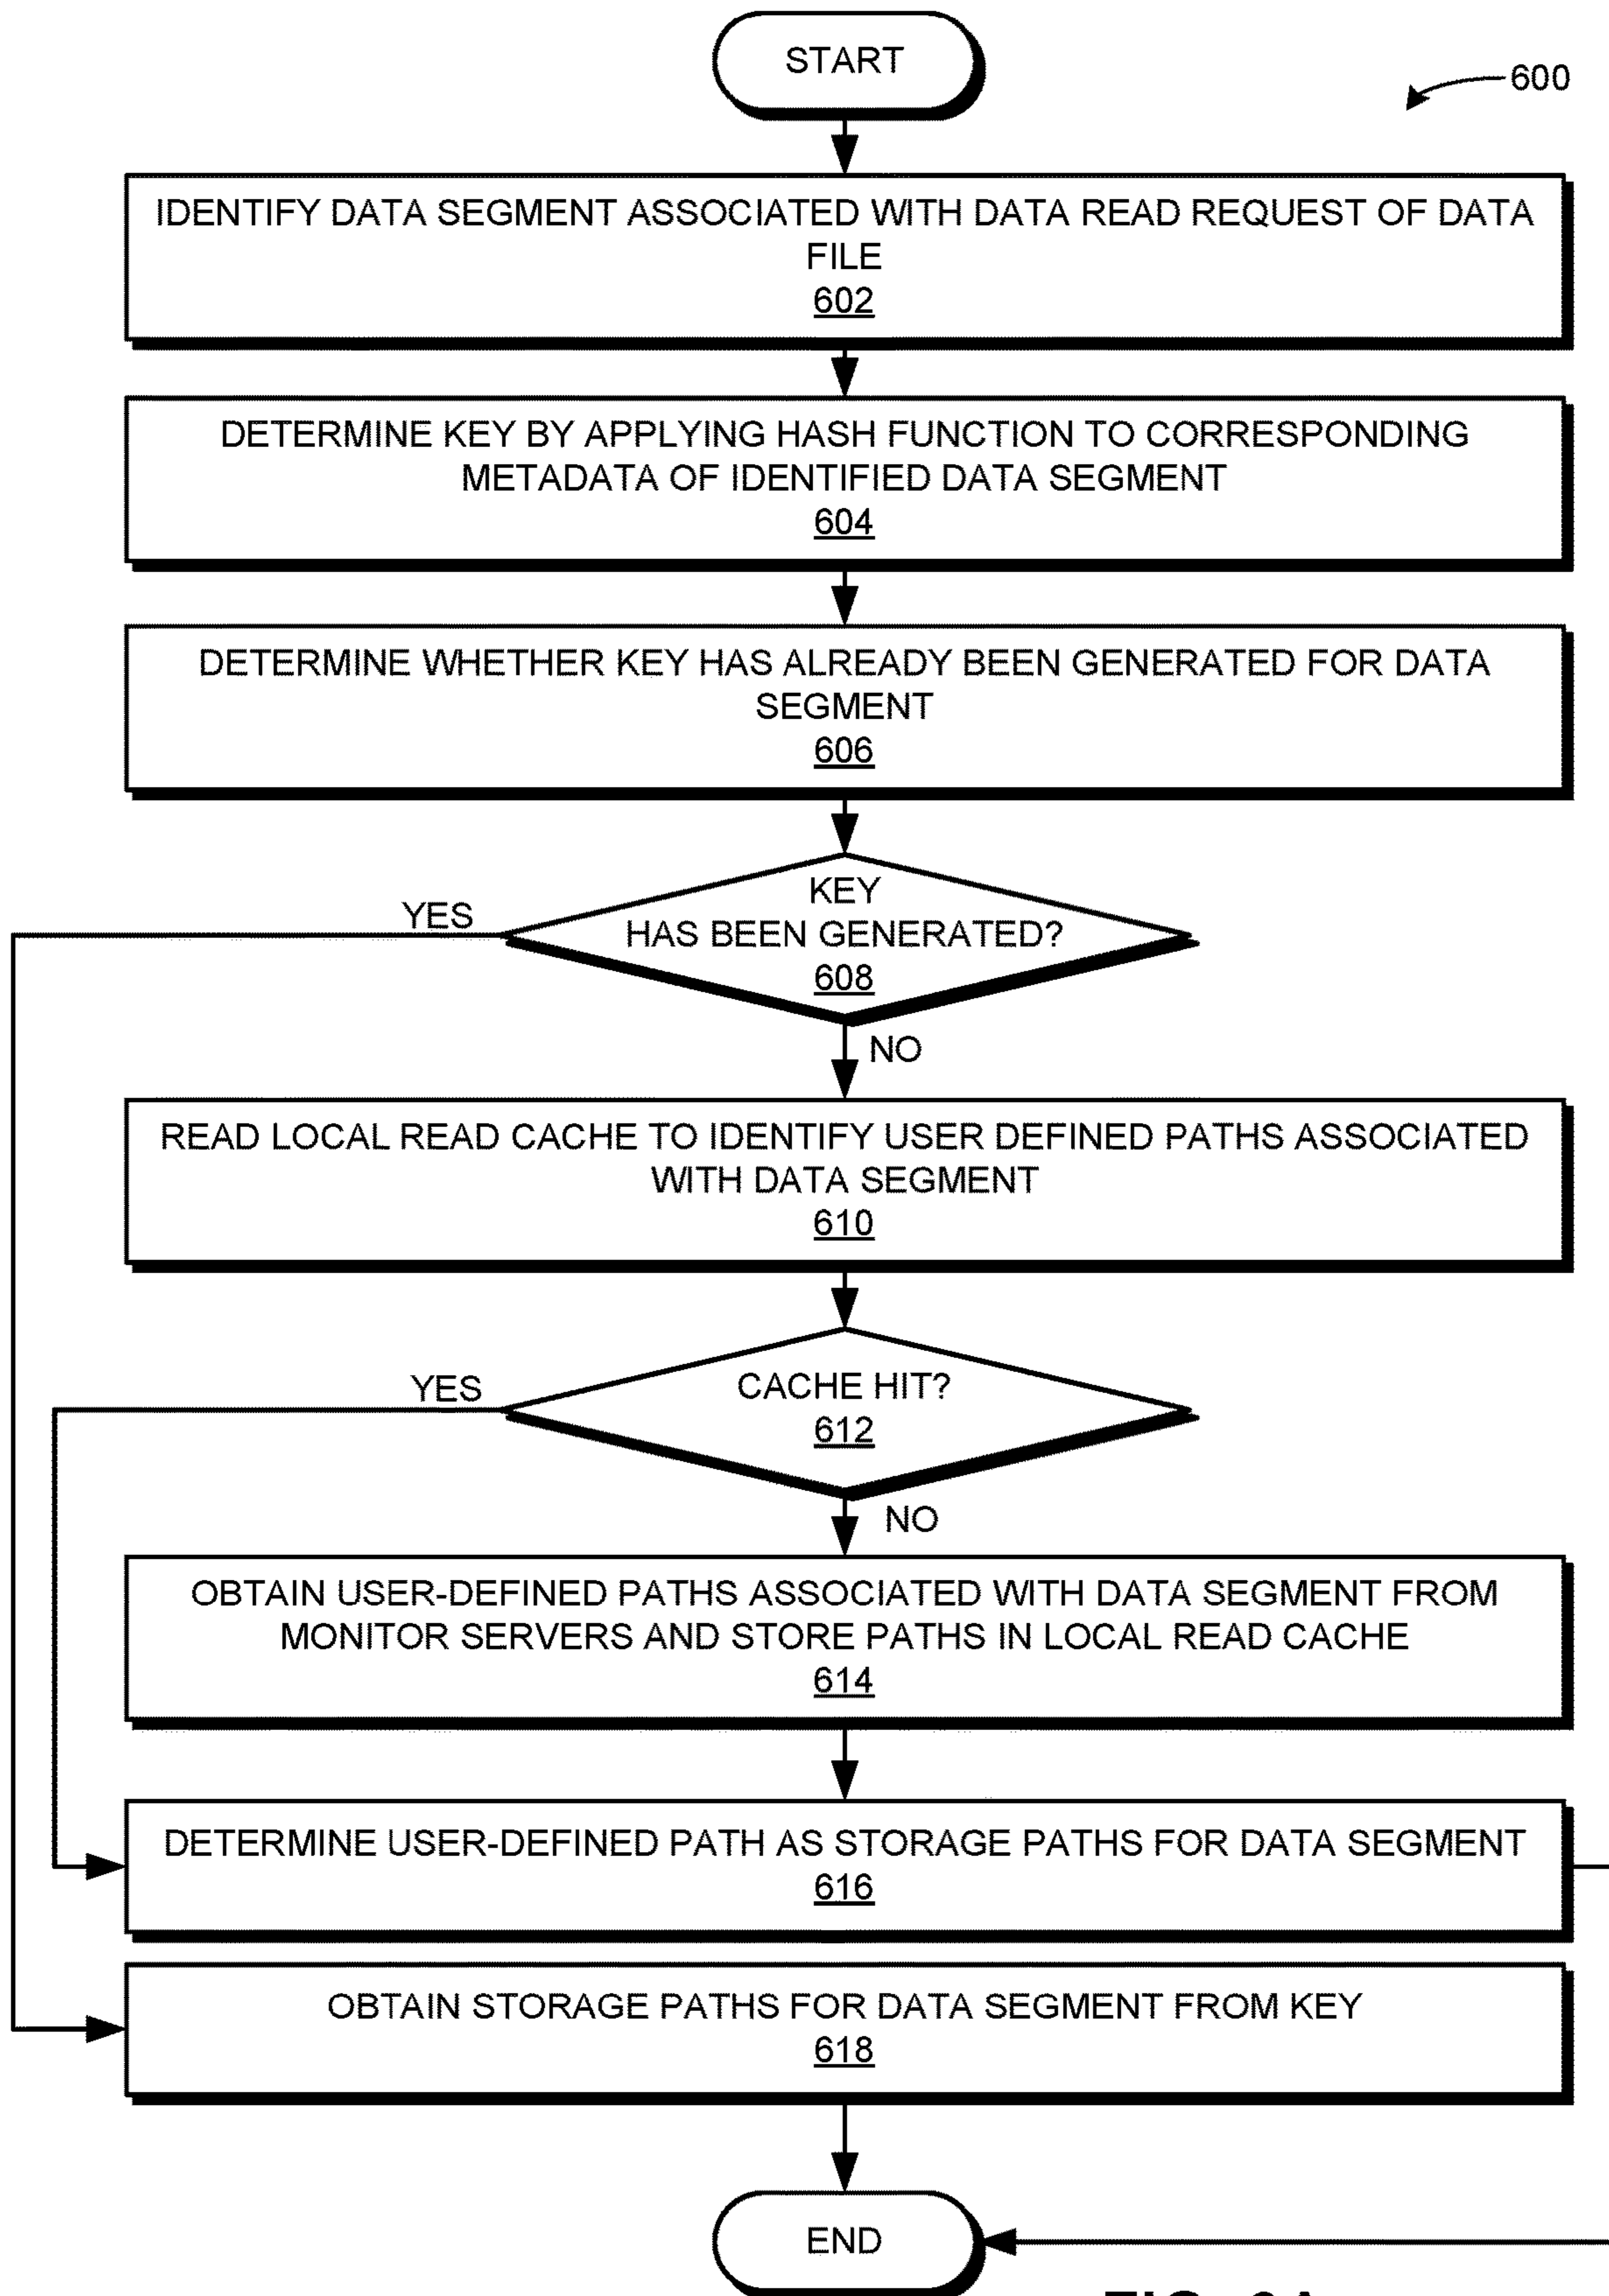 START
600
IDENTIFY DATA SEGMENT ASSOCIATED WITH DATA READ REQUEST OF DATA
FILE
602
DETERMINE KEY BY APPLYING HASH FUNCTION TO CORRESPONDING
METADATA OF IDENTIFIED DATA SEGMENT
604
DETERMINE WHETHER KEY HAS ALREADY BEEN GENERATED FOR DATA
SEGMENT
606
KEY
YES
HAS BEEN GENERATED?
608
NO
READ LOCAL READ CACHE TO IDENTIFY USER DEFINED PATHS ASSOCIATED
WITH DATA SEGMENT
610
YES
CACHE HIT?
612
NO
OBTAIN USER-DEFINED PATHS ASSOCIATED WITH DATA SEGMENT FROM
MONITOR SERVERS AND STORE PATHS IN LOCAL READ CACHE
614
DETERMINE USER-DEFINED PATH AS STORAGE PATHS FOR DATA SEGMENT
616
OBTAIN STORAGE PATHS FOR DATA SEGMENT FROM KEY
618
END